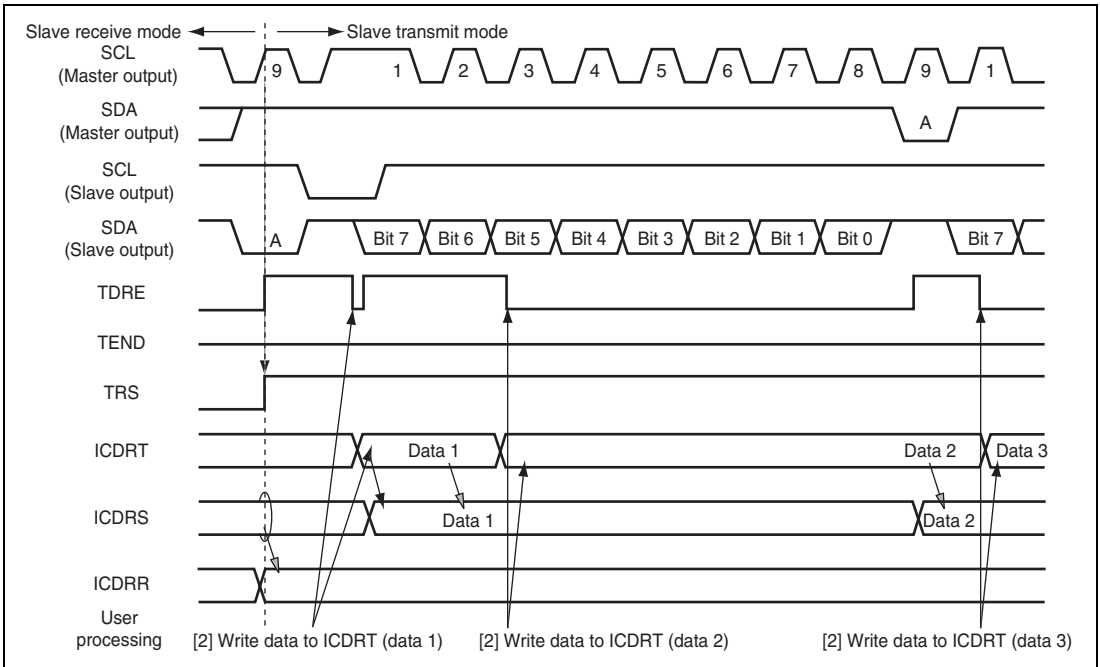 Slave receive mode
Slave transmit mode
SCL
(Master output)
9
1
2
3
4
5
6
7
8
9
1
SDA
(Master output)
A
SCL
(Slave output)
SDA
(Slave output)
A
Bit 7
Bit 6
Bit 5
Bit 4
Bit 3
Bit 2
Bit 1
Bit 0
Bit 7
TDRE
TEND
TRS
ICDRT
Data 1
Data 2
Data 3
ICDRS
Data 1
Data 2
ICDRR
User
processing
[2] Write data to ICDRT (data 1)
[2] Write data to ICDRT (data 2)
[2] Write data to ICDRT (data 3)